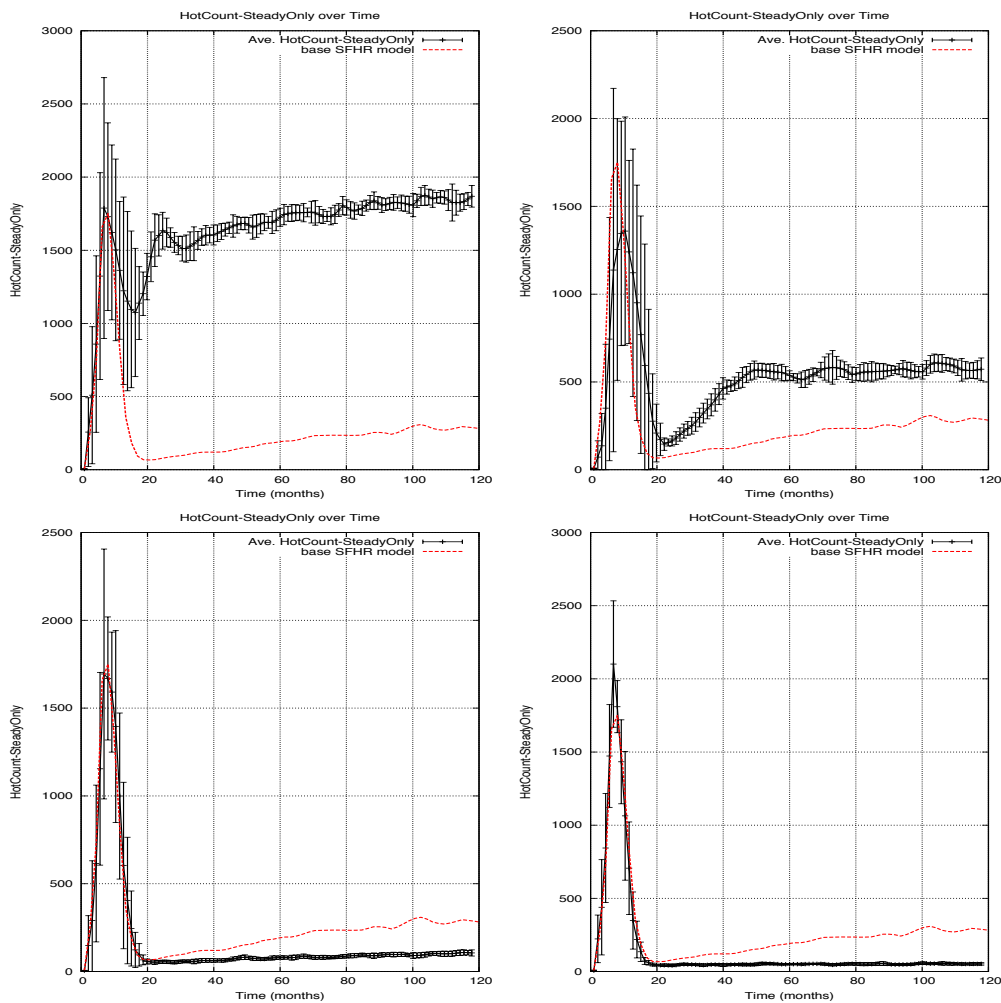 HotCount-SteadyOnly over Time
3000
2500
2000
1500
1000
500
0
HotCount-SteadyOnly
Ave. HotCount-SteadyOnly
base SFHR model
0 20 40 60 80 100 120
Time (months)
HotCount-SteadyOnly over Time
2500
2000
1500
1000
500
0
HotCount-SteadyOnly
Ave. HotCount-SteadyOnly
base SFHR model
0 20 40 60 80 100 120
Time (months)
HotCount-SteadyOnly over Time
2500
2000
1500
1000
500
0
HotCount-SteadyOnly
Ave. HotCount-SteadyOnly
base SFHR model
0 20 40 60 80 100 120
Time (months)
HotCount-SteadyOnly over Time
3000
2500
2000
1500
1000
500
0
HotCount-SteadyOnly
Ave. HotCount-SteadyOnly
base SFHR model
0 20 40 60 80 100 120
Time (months)